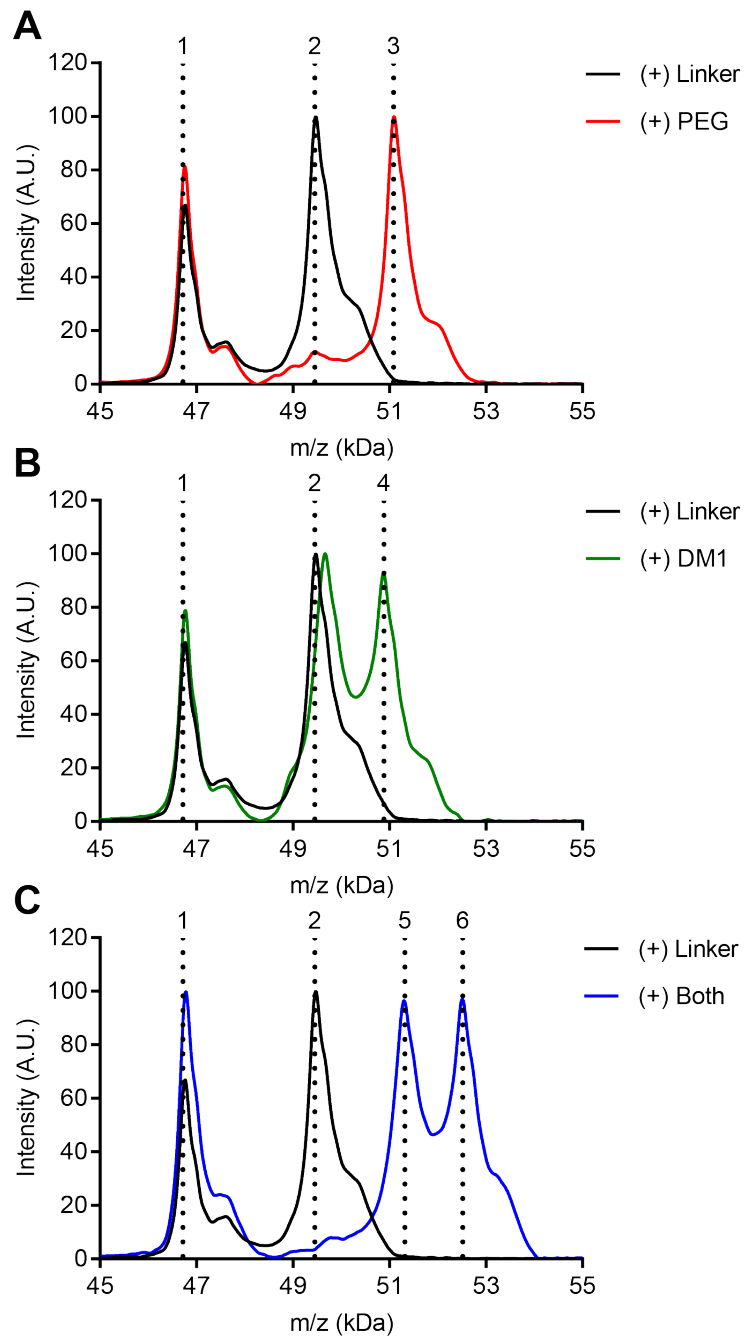 A
1 2 3
120
100
80
60
40
20
0
Intensity (A.U.)
45 47 49 51 53 55
m/z (kDa)
(+) Linker
(+) PEG
B
1 2 4
120
100
80
60
40
20
0
Intensity (A.U.)
45 47 49 51 53 55
m/z (kDa)
(+) Linker
(+) DM1
C
1 2 5 6
120
100
80
60
40
20
0
Intensity (A.U.)
45 47 49 51 53 55
m/z (kDa)
(+) Linker
(+) Both